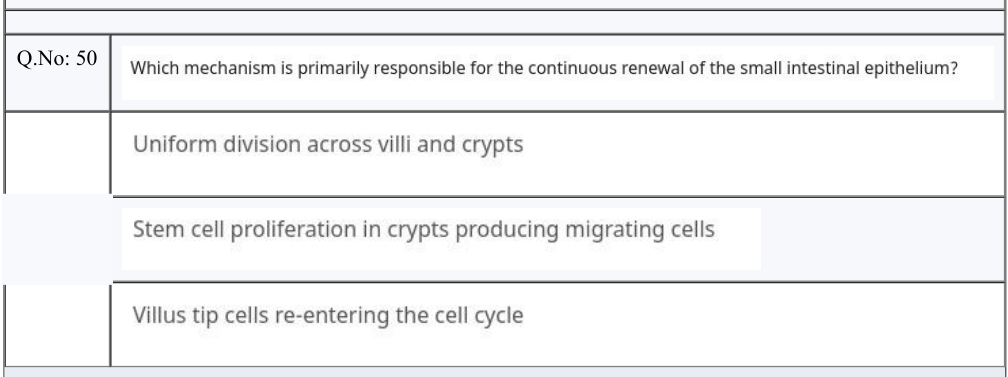 Q.No: 50
Which mechanism is primarily responsible for the continuous renewal of the small intestinal epithelium?
Uniform division across villi and crypts
Stem cell proliferation in crypts producing migrating cells
Villus tip cells re-entering the cell cycle